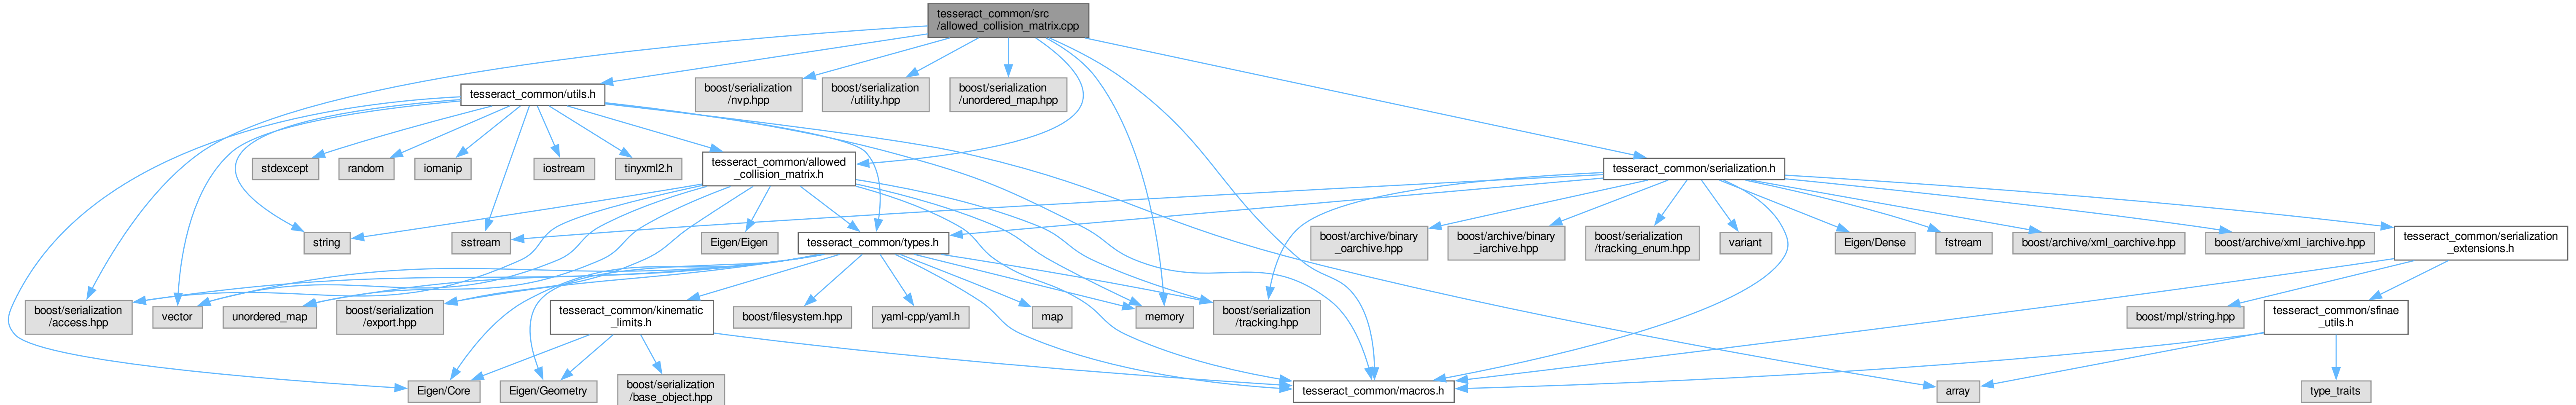 tesseract_common/src
/allowed_collision_matrix.cpp
tesseract_common/utils.h
boost/serialization
/nvp.hpp
boost/serialization
/utility.hpp
boost/serialization
/unordered_map.hpp
stdexcept
random
iomanip
iostream
tinyxml2.h
tesseract_common/allowed
_collision_matrix.h
tesseract_common/serialization.h
string
sstream
Eigen/Eigen
tesseract_common/types.h
boost/archive/binary
_oarchive.hpp
boost/archive/binary
_iarchive.hpp
boost/serialization
/tracking_enum.hpp
variant
Eigen/Dense
fstream
boost/archive/xml_oarchive.hpp
boost/archive/xml_iarchive.hpp
tesseract_common/serialization
_extensions.h
boost/serialization
/access.hpp
vector
unordered_map
boost/serialization
/export.hpp
tesseract_common/kinematic
_limits.h
boost/filesystem.hpp
yaml-cpp/yaml.h
map
memory
boost/serialization
/tracking.hpp
boost/mpl/string.hpp
tesseract_common/sfinae
_utils.h
Eigen/Core
Eigen/Geometry
boost/serialization
/base_object.hpp
tesseract_common/macros.h
array
type_traits